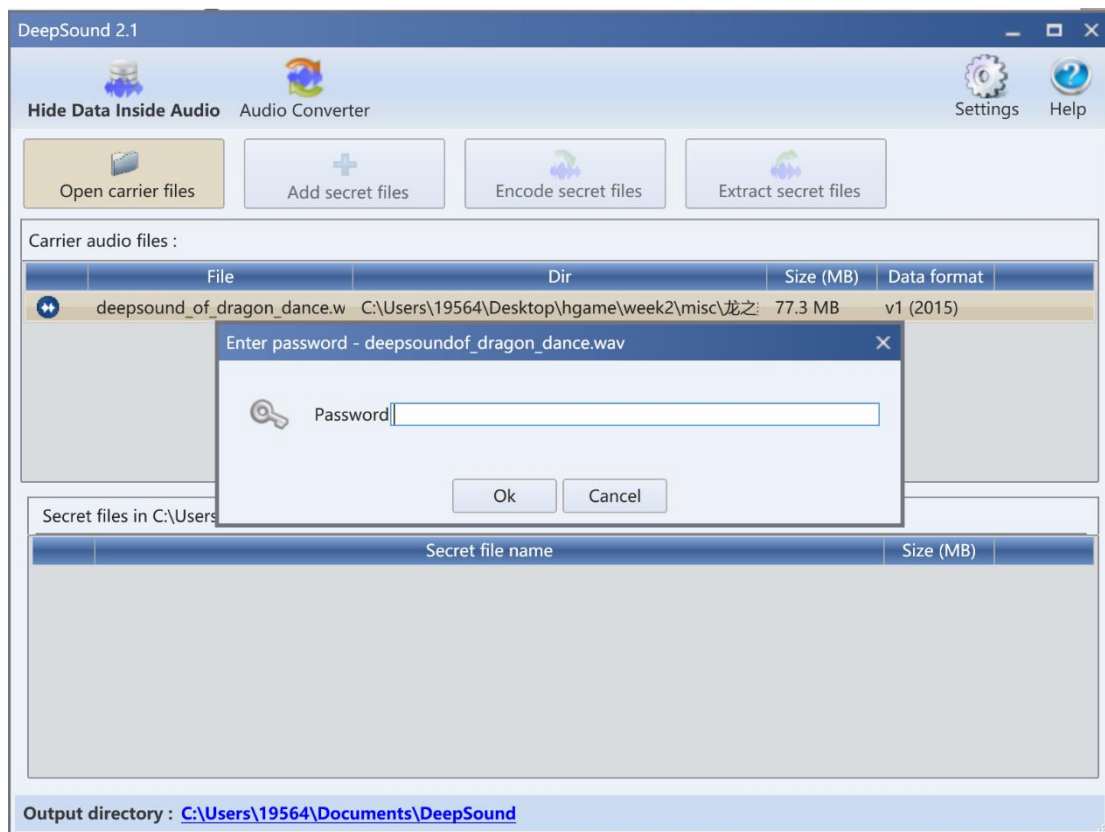 DeepSound 2.1
Hide Data Inside Audio Audio Converter Settings Help
Open carrier files Add secret files Encode secret files Extract secret files
Carrier audio files :
File Dir Size (MB) Data format
deepsound_of_dragon_dance.w C:\Users\19564\Desktop\hgame\week2\misc\龙之 77.3 MB v1 (2015)
Enter password - deepsoundof_dragon_dance.wav
Password
Ok Cancel
Secret files in C:\Users
Secret file name Size (MB)
Output directory : C:\Users\19564\Documents\DeepSound